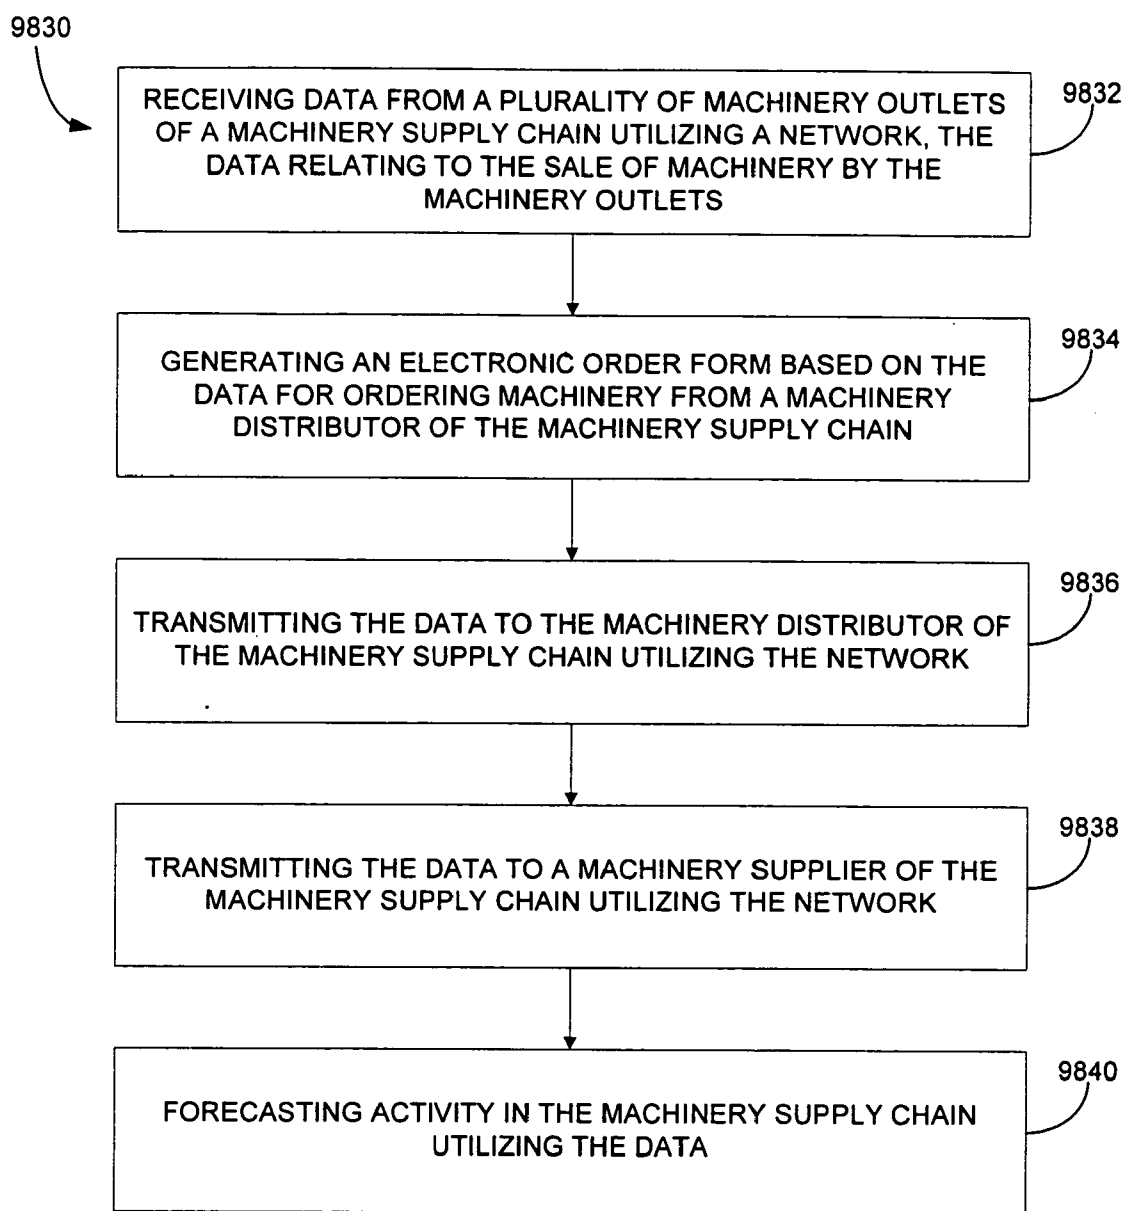 9830
RECEIVING DATA FROM A PLURALITY OF MACHINERY OUTLETS
OF A MACHINERY SUPPLY CHAIN UTILIZING A NETWORK, THE
DATA RELATING TO THE SALE OF MACHINERY BY THE
MACHINERY OUTLETS
9832
GENERATING AN ELECTRONIC ORDER FORM BASED ON THE
DATA FOR ORDERING MACHINERY FROM A MACHINERY
DISTRIBUTOR OF THE MACHINERY SUPPLY CHAIN
9834
TRANSMITTING THE DATA TO THE MACHINERY DISTRIBUTOR OF
THE MACHINERY SUPPLY CHAIN UTILIZING THE NETWORK
9836
TRANSMITTING THE DATA TO A MACHINERY SUPPLIER OF THE
MACHINERY SUPPLY CHAIN UTILIZING THE NETWORK
9838
FORECASTING ACTIVITY IN THE MACHINERY SUPPLY CHAIN
UTILIZING THE DATA
9840